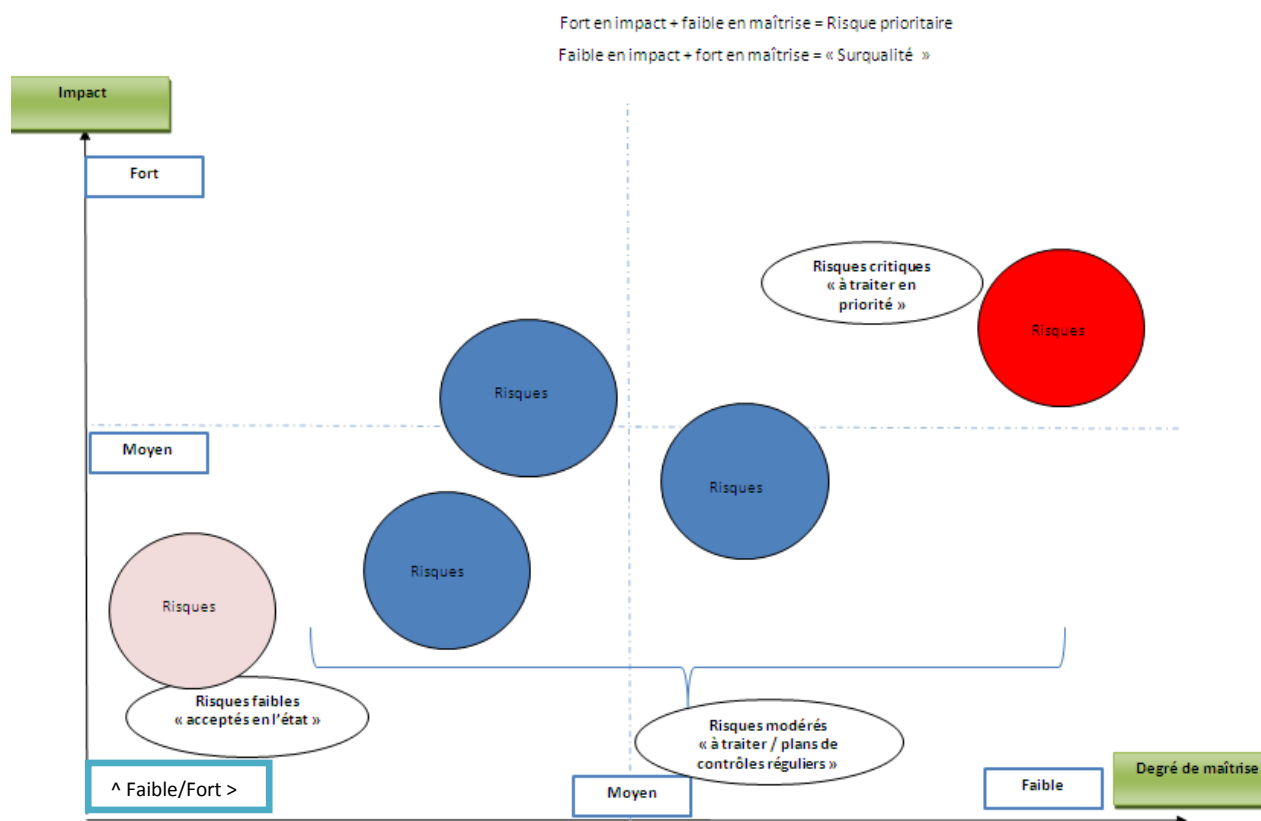 Fort en impact + faible en maîtrise = Risque prioritaire
Faible en impact + fort en maîtrise = « Surqualité »
Impact
Fort
Risques critiques
« à traiter en
priorité »
Risques
Risques
Moyen
Risques
Risques
Risques
Risques faibles
« acceptés en l'état »
Risques modérés
« à traiter / plans de
contrôles réguliers »
^ Faible/Fort >
Moyen
Faible
Degré de maîtrise